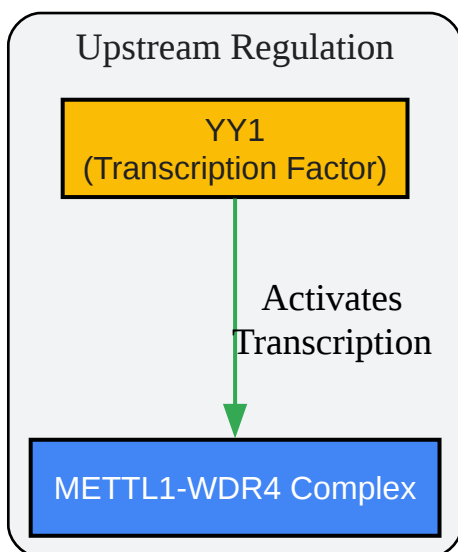 Upstream Regulation
YY1
(Transcription Factor)
Activates
Transcription
METTL1-WDR4 Complex